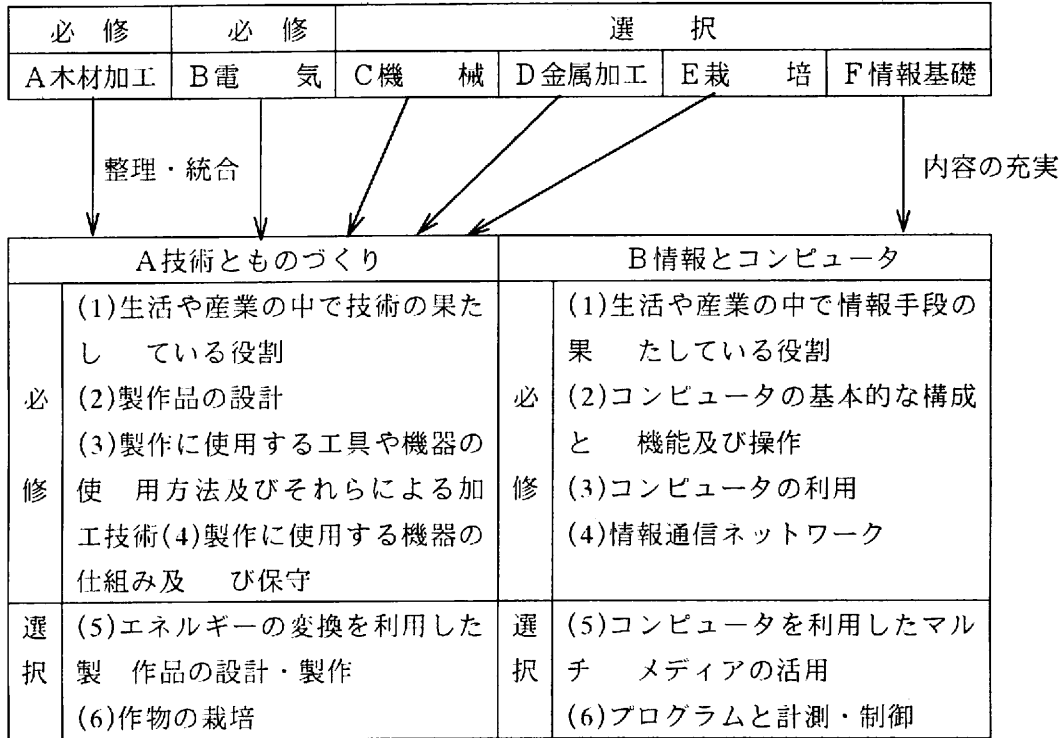 必 修 必 修 選 択
A木材加工 B電 気 C機 械 D金属加工 E栽 培 F情報基礎
整理・統合 内容の充実
A技術とものづくり B情報とコンピュータ
必修
(1)生活や産業の中で技術の果た
し ている役割
(2)製作品の設計
(3)製作に使用する工具や機器の
使 用方法及びそれらによる加
工技術(4)製作に使用する機器の
仕組み及 び保守
必修
(1)生活や産業の中で情報手段の
果 たしている役割
(2)コンピュータの基本的な構成
と 機能及び操作
(3)コンピュータの利用
(4)情報通信ネットワーク
選択
(5)エネルギーの変換を利用した
製 作品の設計・製作
(6)作物の栽培
選択
(5)コンピュータを利用したマル
チ メディアの活用
(6)プログラムと計測・制御